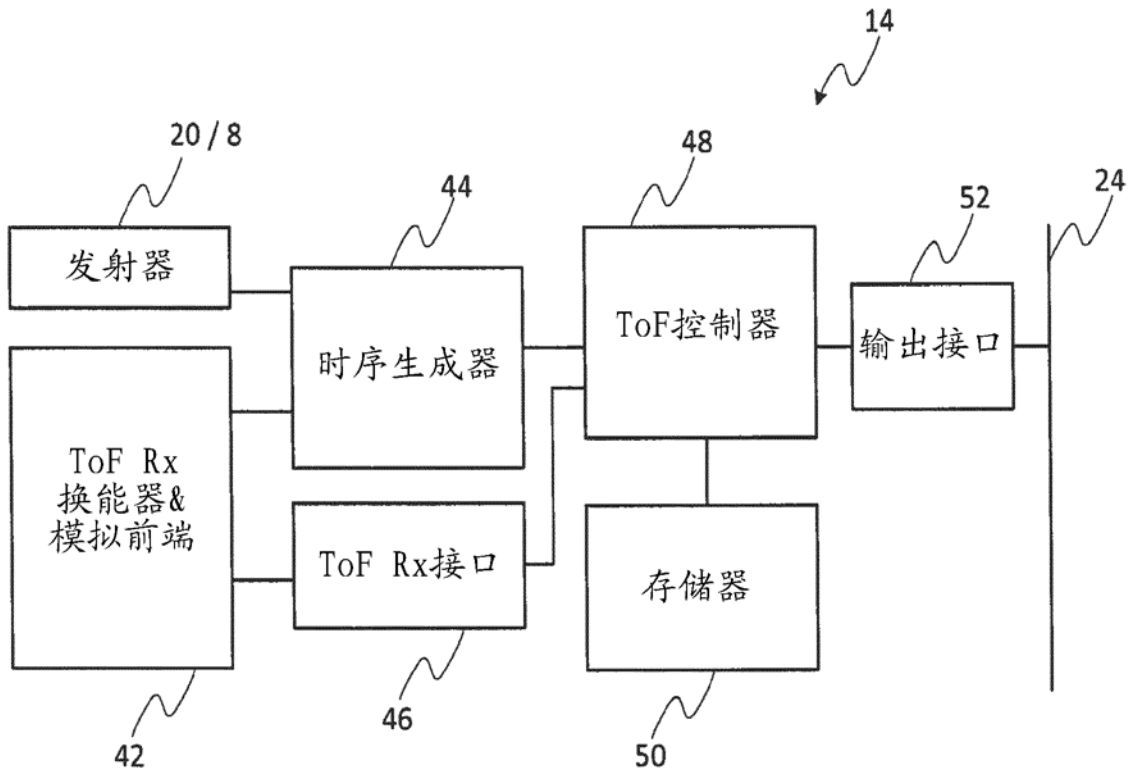 14
20 / 8
44
48
52
24
发射器
时序生成器
ToF控制器
输出接口
ToF Rx
换能器&
模拟前端
ToF Rx接口
存储器
42
46
50